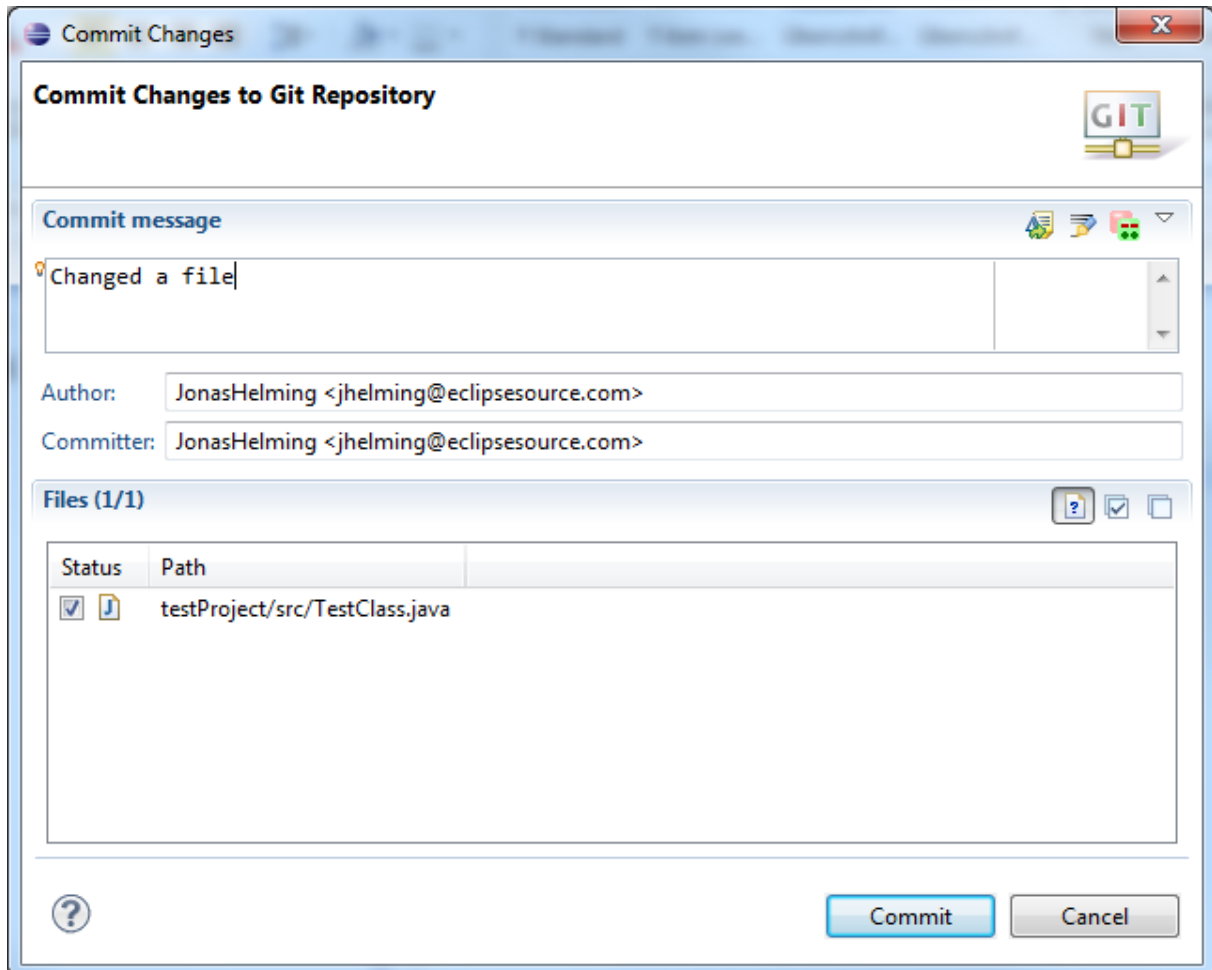 Commit Changes
Commit Changes to Git Repository
GIT
Commit message
Changed a file
Author: JonasHelming <jhelming@eclipsesource.com>
Committer: JonasHelming <jhelming@eclipsesource.com>
Files (1/1)
Status Path
testProject/src/TestClass.java
Commit Cancel